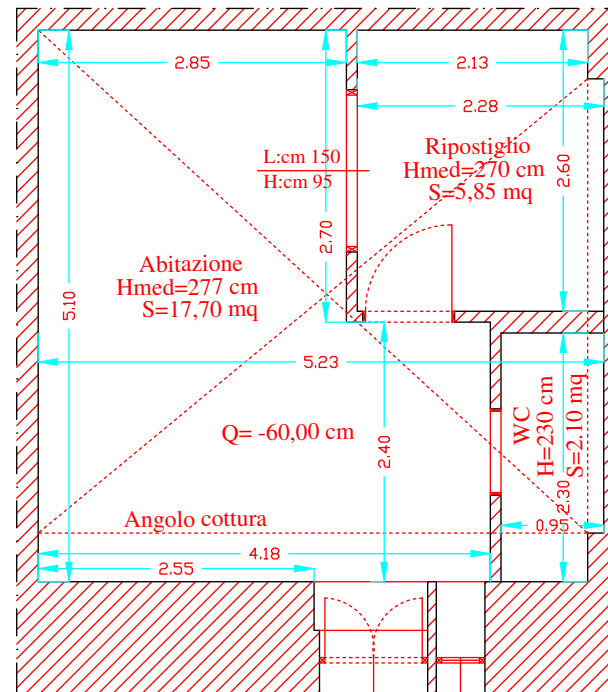 2.85
2.13
2.28
L:cm 150
H:cm 95
Ripostiglio
Hmed=270 cm
S=5,85 mq
2.60
2.70
Abitazione
Hmed=277 cm
S=17,70 mq
5.10
5.23
Q= -60,00 cm
2.40
WC
H=230 cm
S=2.10 mq
2.30
0.95
Angolo cottura
4.18
2.55